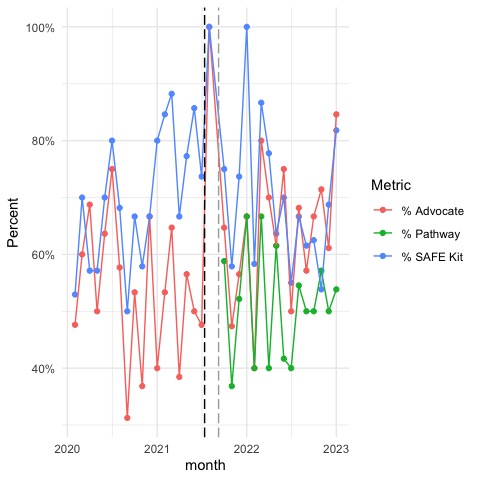 100%
80%
60%
40%
Percent
2020 2021 2022 2023
month
Metric
% Advocate
% Pathway
% SAFE Kit